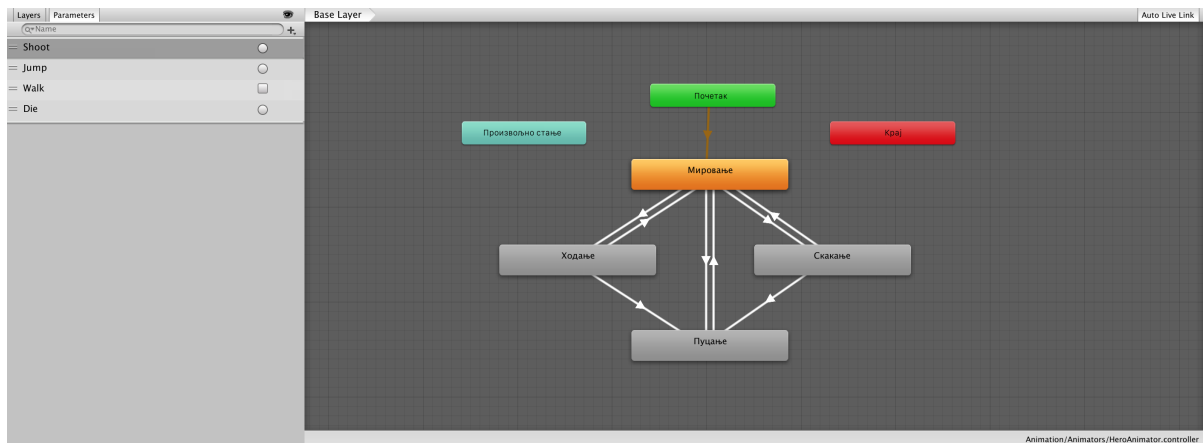 Layers Parameters
Name
Shoot
Jump
Walk
Die
Base Layer
Auto Live Link
Почетак
Произвољно стање
Крај
Мировање
Ходање
Скакање
Пуцање
Animation/Animators/HeroAnimator.controller